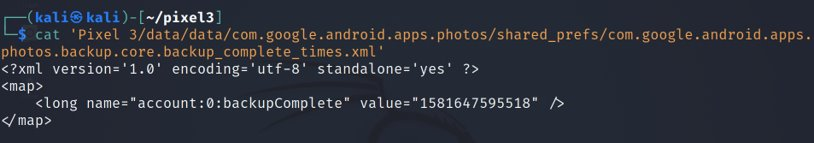 ┌──(kali㉿kali)-[~/pixel3]
└─$ cat 'Pixel 3/data/data/com.google.android.apps.photos/shared_prefs/com.google.android.apps.
photos.backup.core.backup_complete_times.xml'
<?xml version='1.0' encoding='utf-8' standalone='yes' ?>
<map>
    <long name="account:0:backupComplete" value="1581647595518" />
</map>